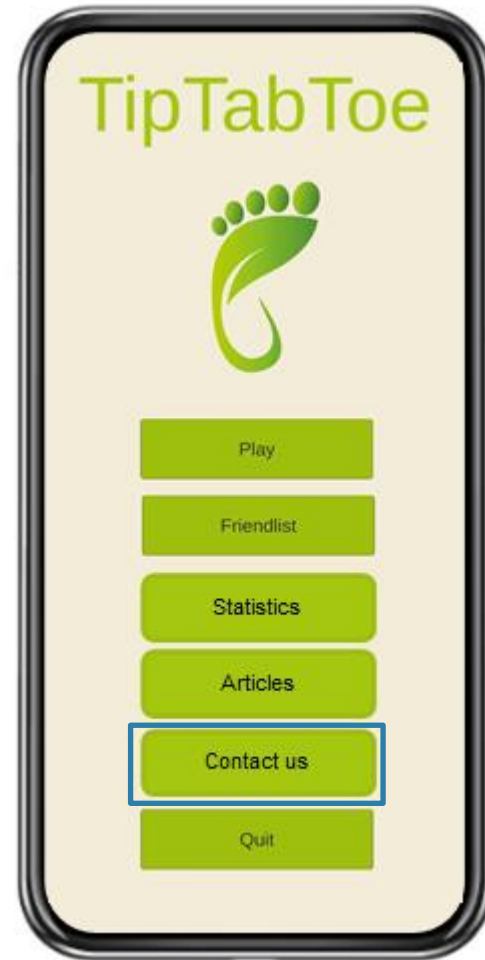 TipTabToe
Play
Friendlist
Statistics
Articles
Contact us
Quit